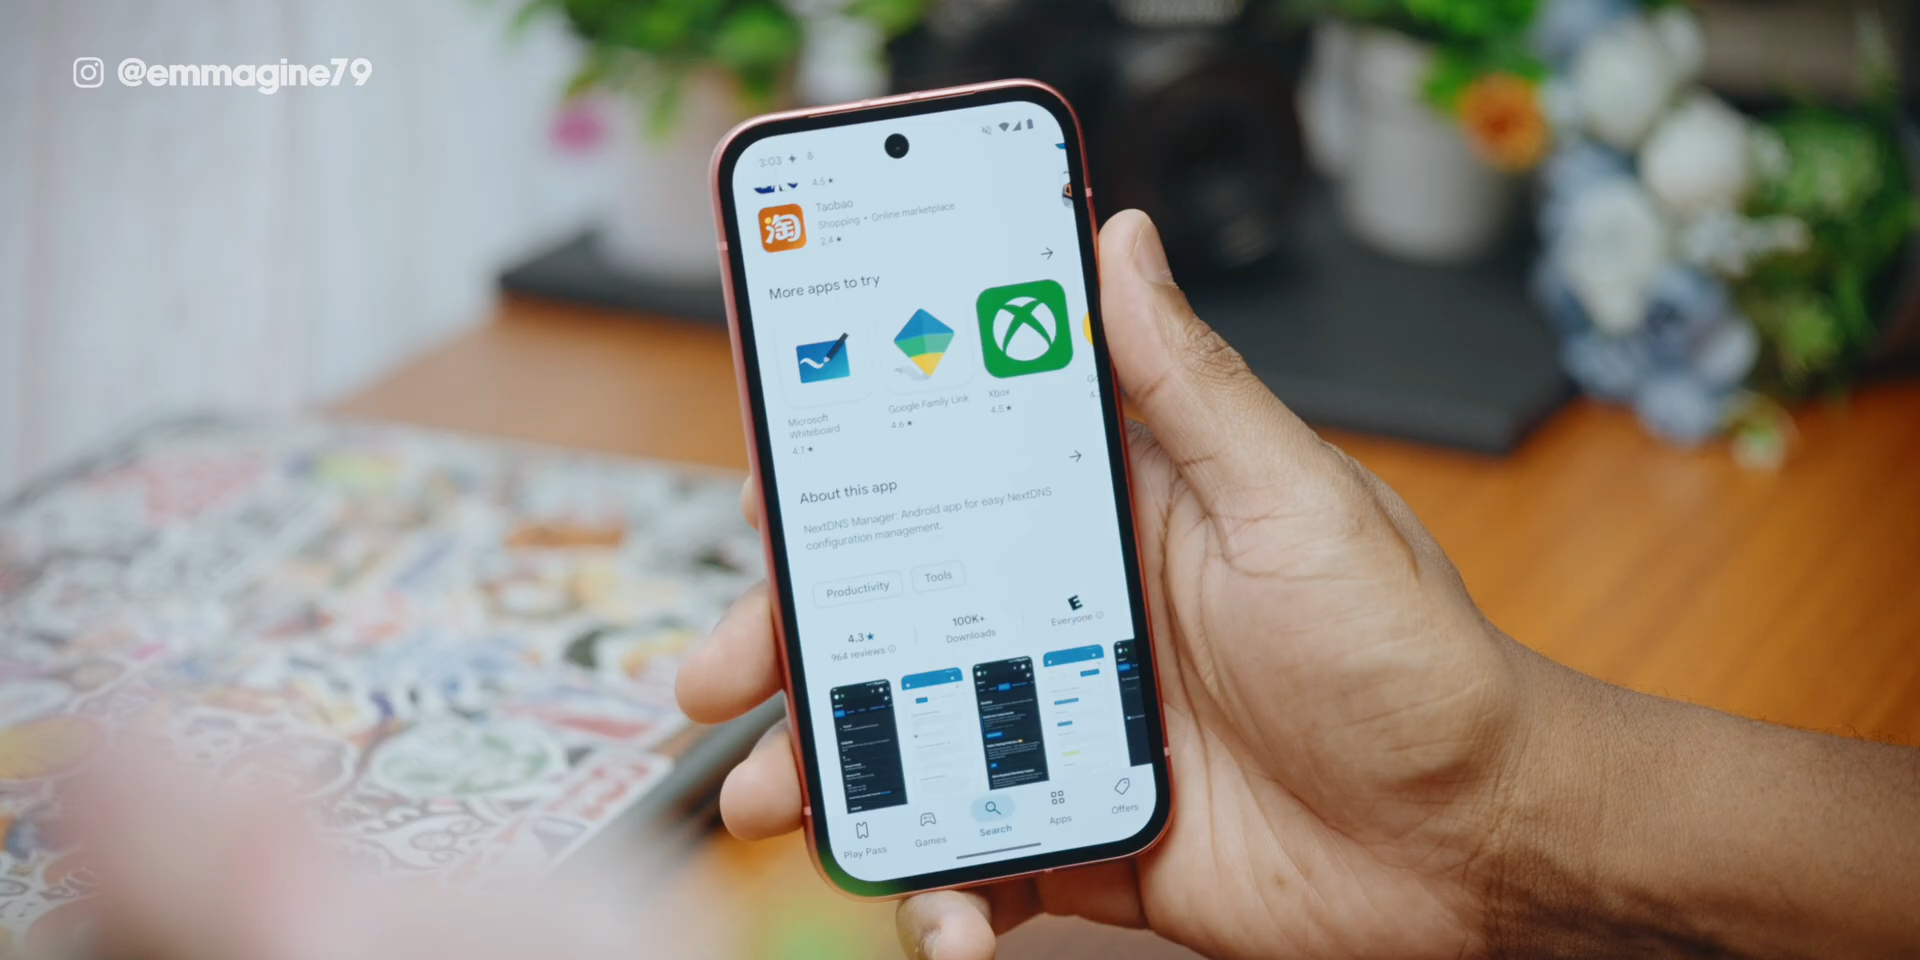 @emmagine79
3:03
4.5★
淘
Taobao
Shopping • Online marketplace
2.4★
More apps to try
Microsoft
Whiteboard
4.7★
Google Family Link
4.6★
Xbox
4.5★
About this app
NextDNS Manager: Android app for easy NextDNS
configuration management.
Productivity
Tools
4.3★
964 reviews
100K+
Downloads
E
Everyone
Play Pass
Games
Search
Apps
Offers